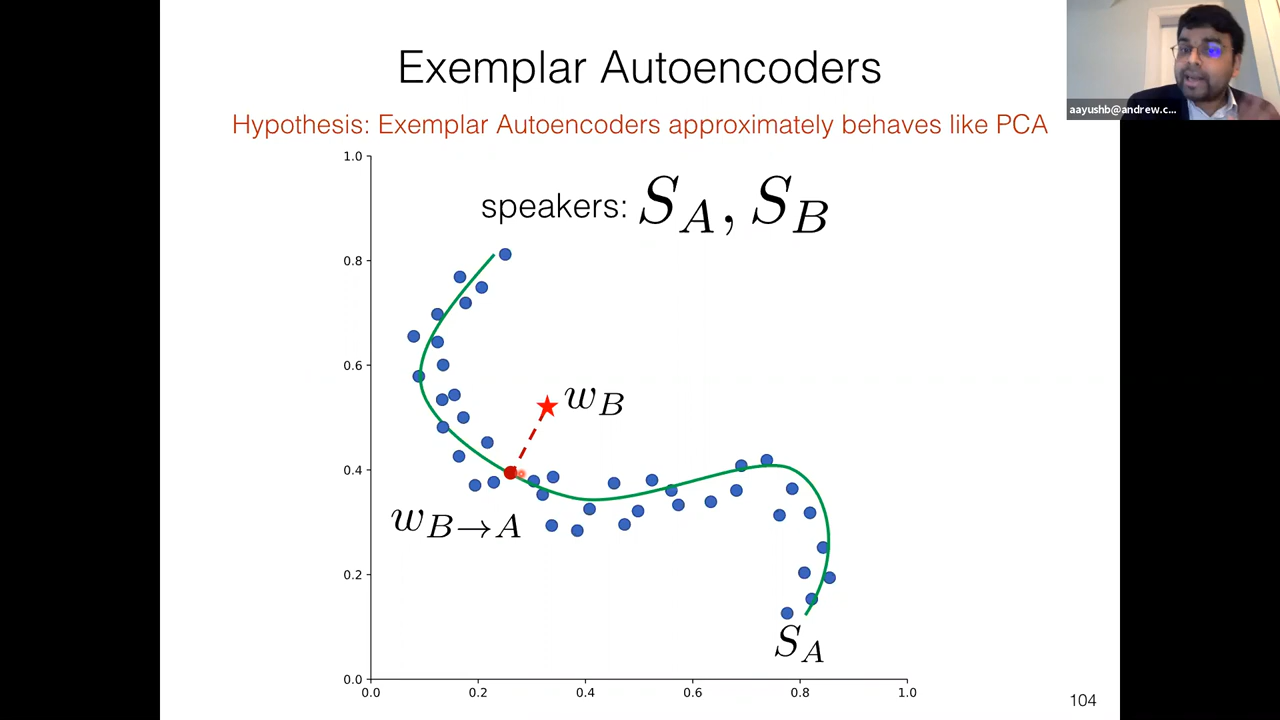 Exemplar Autoencoders
Hypothesis: Exemplar Autoencoders approximately behaves like PCA
aayushb@andrew.c...
1.0
speakers: S_A, S_B
0.8
0.6
w_B
0.4
w_{B→A}
0.2
S_A
0.0
0.0 0.2 0.4 0.6 0.8 1.0
104